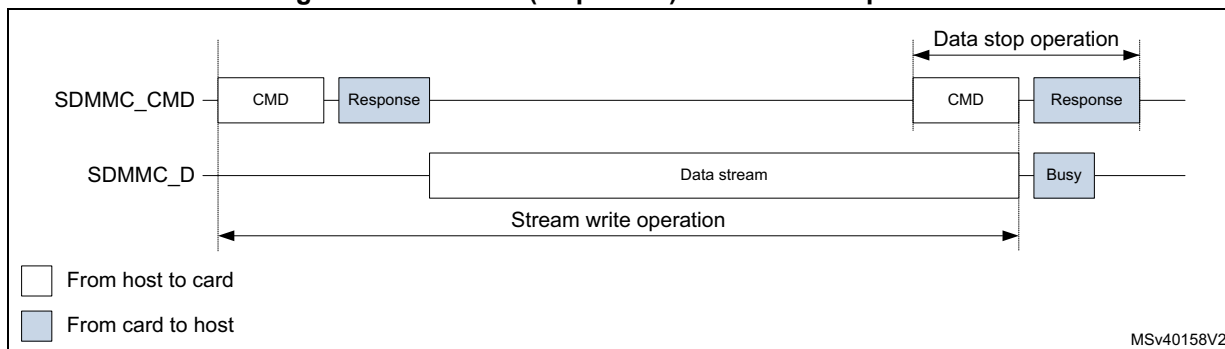 Data stop operation
SDMMC_CMD CMD Response CMD Response
SDMMC_D Data stream Busy
Stream write operation
From host to card
From card to host
MSv40158V2